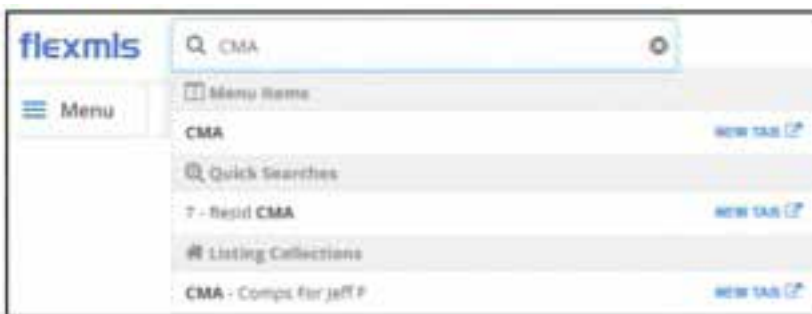 flexmls
CMA
Menu
Menu Items
CMA NEW TAB
Quick Searches
7 - Resid CMA NEW TAB
Listing Collections
CMA - Comps For Jeff P NEW TAB